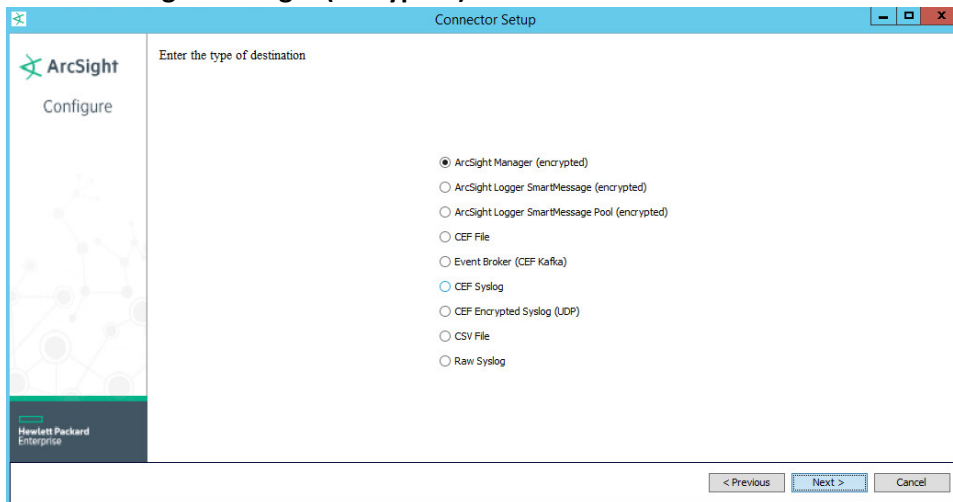 Connector Setup
ArcSight
Configure
Enter the type of destination
ArcSight Manager (encrypted)
ArcSight Logger SmartMessage (encrypted)
ArcSight Logger SmartMessage Pool (encrypted)
CEF File
Event Broker (CEF Kafka)
CEF Syslog
CEF Encrypted Syslog (UDP)
CSV File
Raw Syslog
Hewlett Packard
Enterprise
< Previous
Next >
Cancel